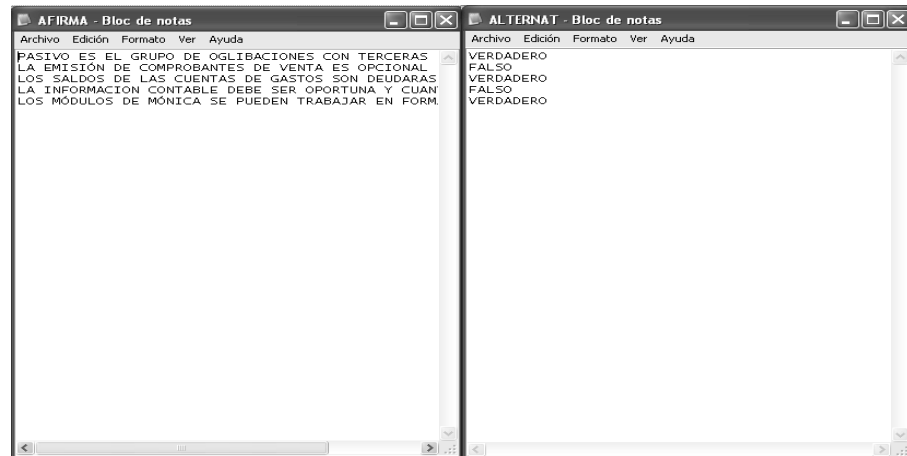 AFIRMA - Bloc de notas
Archivo Edición Formato Ver Ayuda
PASIVO ES EL GRUPO DE OGLIBACIONES CON TERCERAS
LA EMISIÓN DE COMPROBANTES DE VENTA ES OPCIONAL
LOS SALDOS DE LAS CUENTAS DE GASTOS SON DEUDARAS
LA INFORMACION CONTABLE DEBE SER OPORTUNA Y CUAN
LOS MÓDULOS DE MÓNICA SE PUEDEN TRABAJAR EN FORM
ALTERNAT - Bloc de notas
Archivo Edición Formato Ver Ayuda
VERDADERO
FALSO
VERDADERO
FALSO
VERDADERO